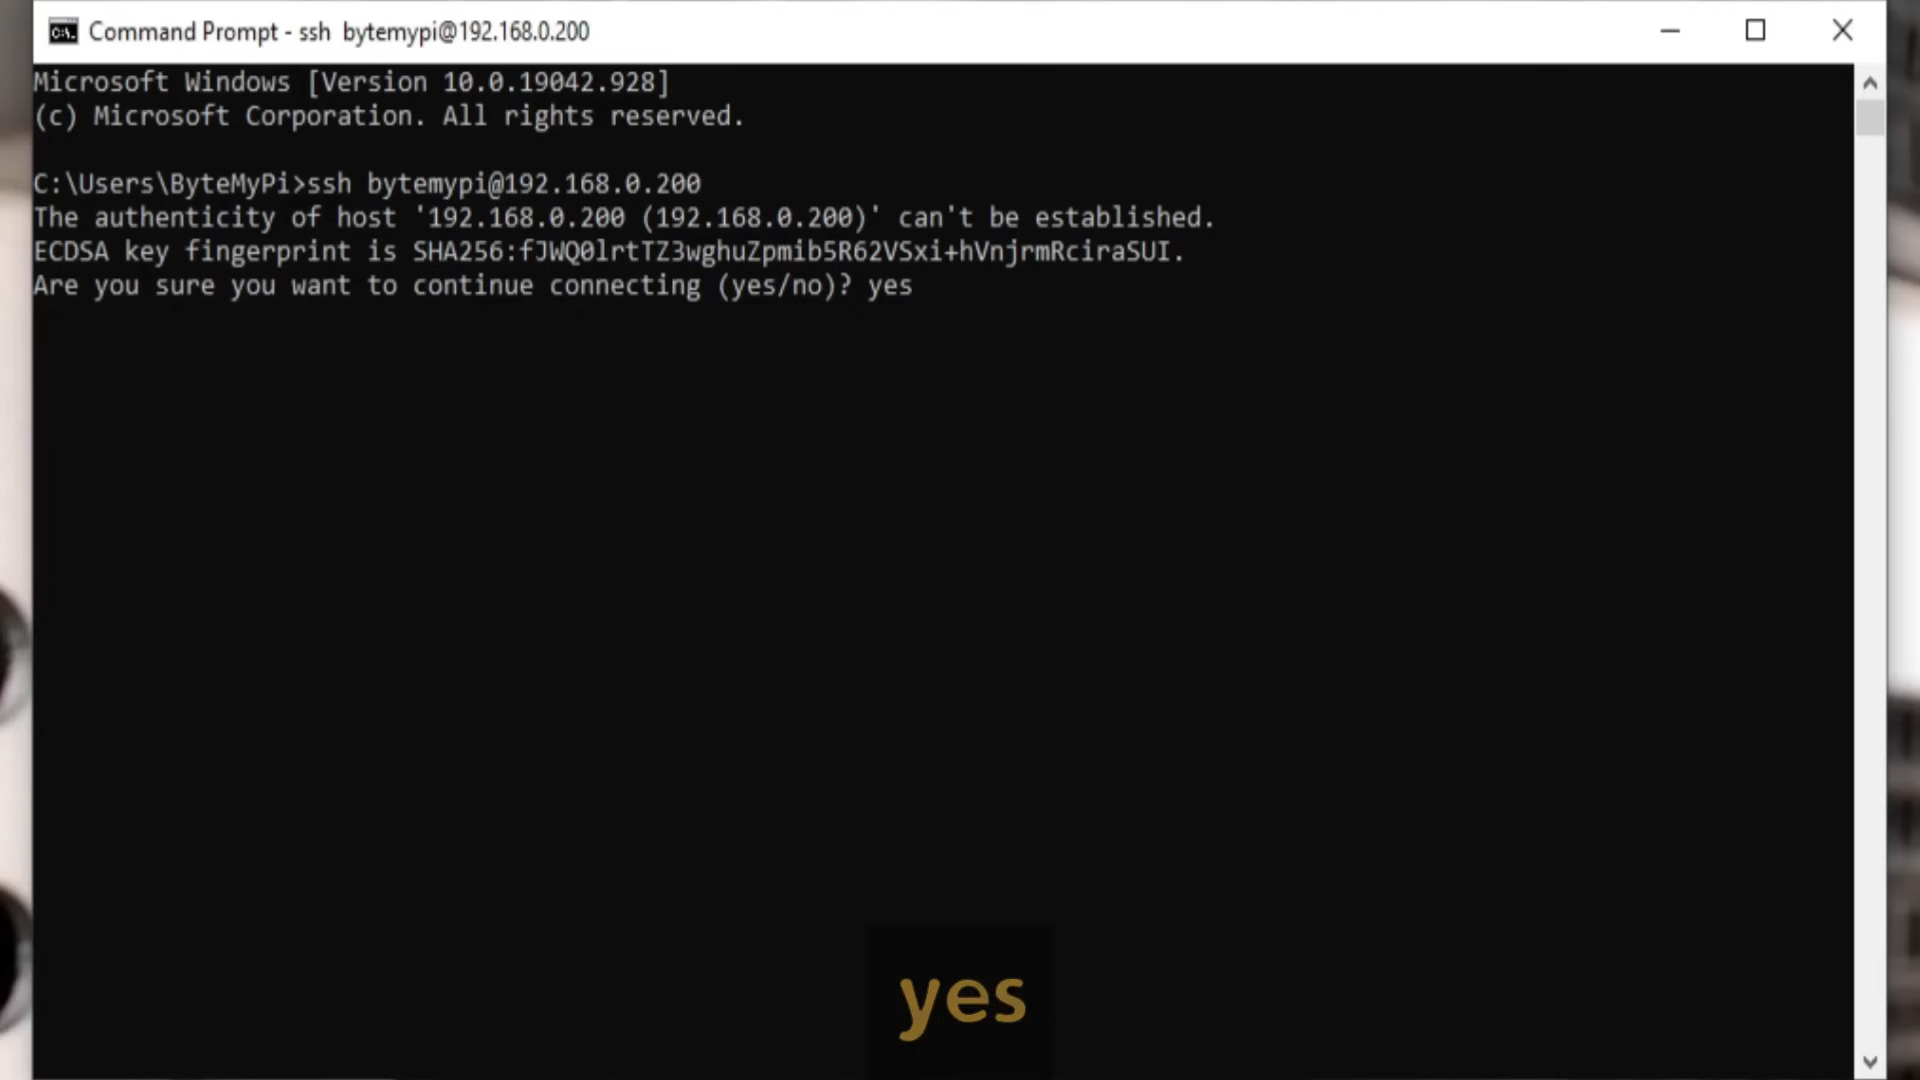 Command Prompt - ssh  bytemypi@192.168.0.200
Microsoft Windows [Version 10.0.19042.928]
(c) Microsoft Corporation. All rights reserved.
C:\Users\ByteMyPi>ssh bytemypi@192.168.0.200
The authenticity of host '192.168.0.200 (192.168.0.200)' can't be established.
ECDSA key fingerprint is SHA256:fJWQ0lrtTZ3wghuZpmib5R62VSxi+hVnjrmRciraSUI.
Are you sure you want to continue connecting (yes/no)? yes
yes